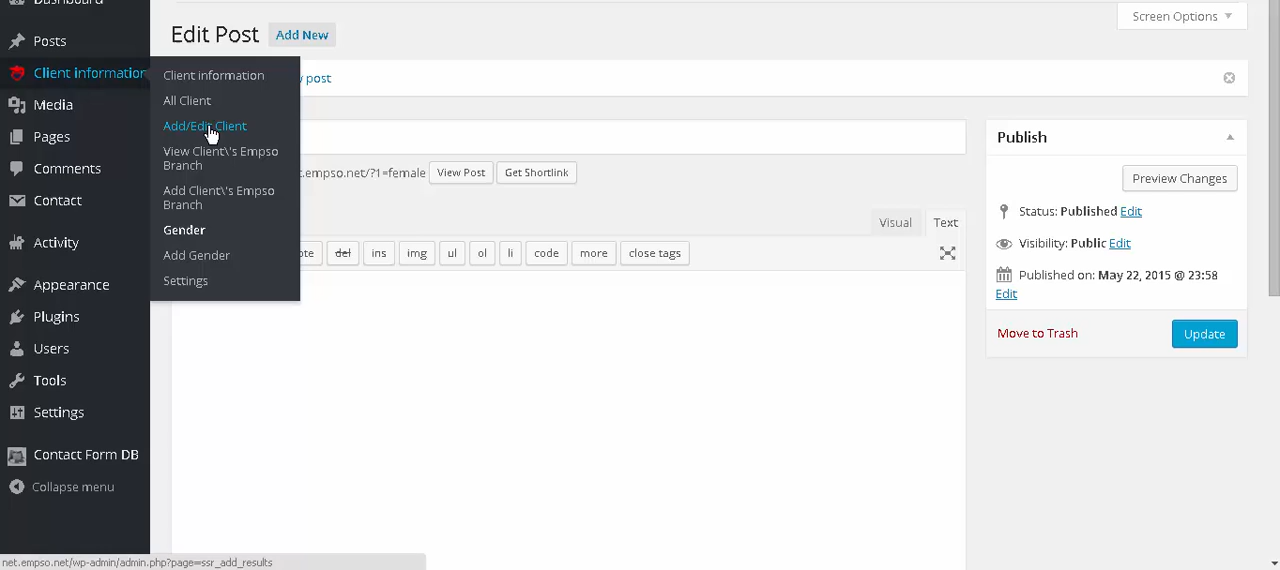 Dashboard
Edit Post
Add New
Screen Options
Posts
Client information
Media
Pages
Comments
Contact
Activity
Appearance
Plugins
Users
Tools
Settings
Contact Form DB
Collapse menu
Client information
All Client
Add/Edit Client
View Client\'s Empso
Branch
Add Client\'s Empso
Branch
Gender
Add Gender
Settings
post
.empso.net/?1=female
View Post
Get Shortlink
Visual
Text
del
ins
img
ul
ol
li
code
more
close tags
Publish
Preview Changes
Status: Published Edit
Visibility: Public Edit
Published on: May 22, 2015 @ 23:58
Edit
Move to Trash
Update
net.empso.net/wp-admin/admin.php?page=ssr_add_results